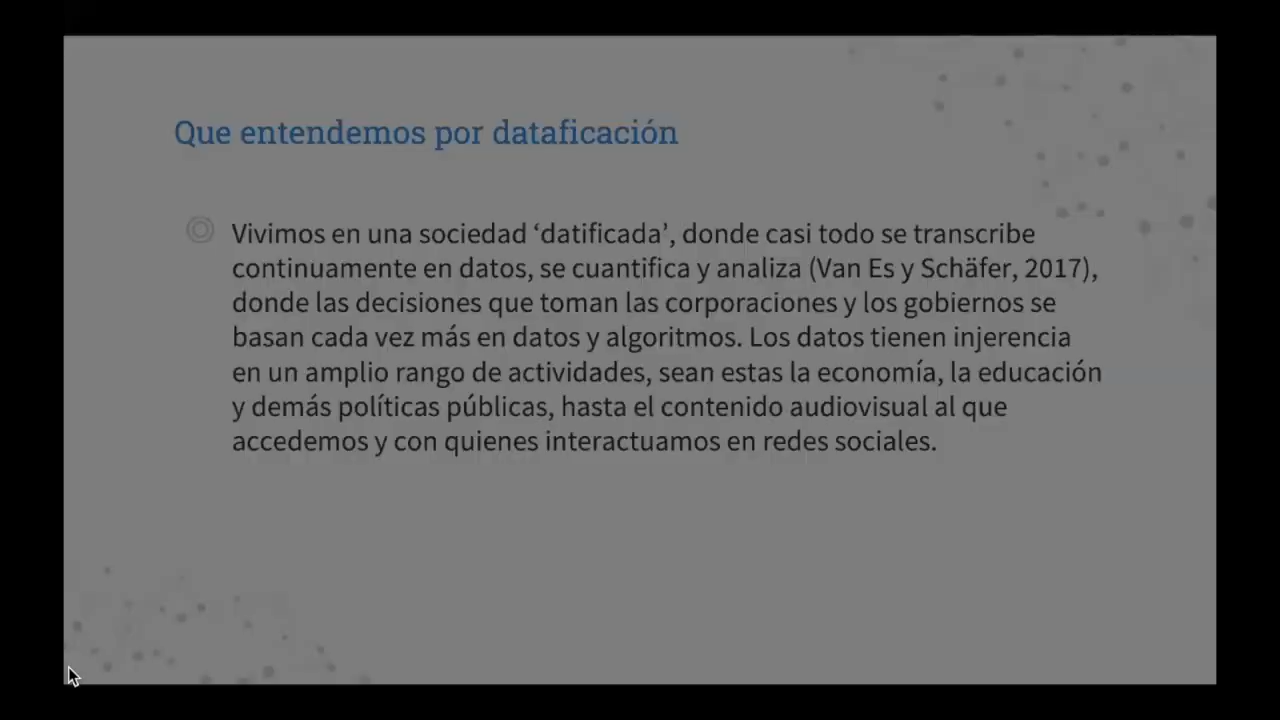 Que entendemos por dataficación
Vivimos en una sociedad ‘datificada’, donde casi todo se transcribe
continuamente en datos, se cuantifica y analiza (Van Es y Schäfer, 2017),
donde las decisiones que toman las corporaciones y los gobiernos se
basan cada vez más en datos y algoritmos. Los datos tienen injerencia
en un amplio rango de actividades, sean estas la economía, la educación
y demás políticas públicas, hasta el contenido audiovisual al que
accedemos y con quienes interactuamos en redes sociales.